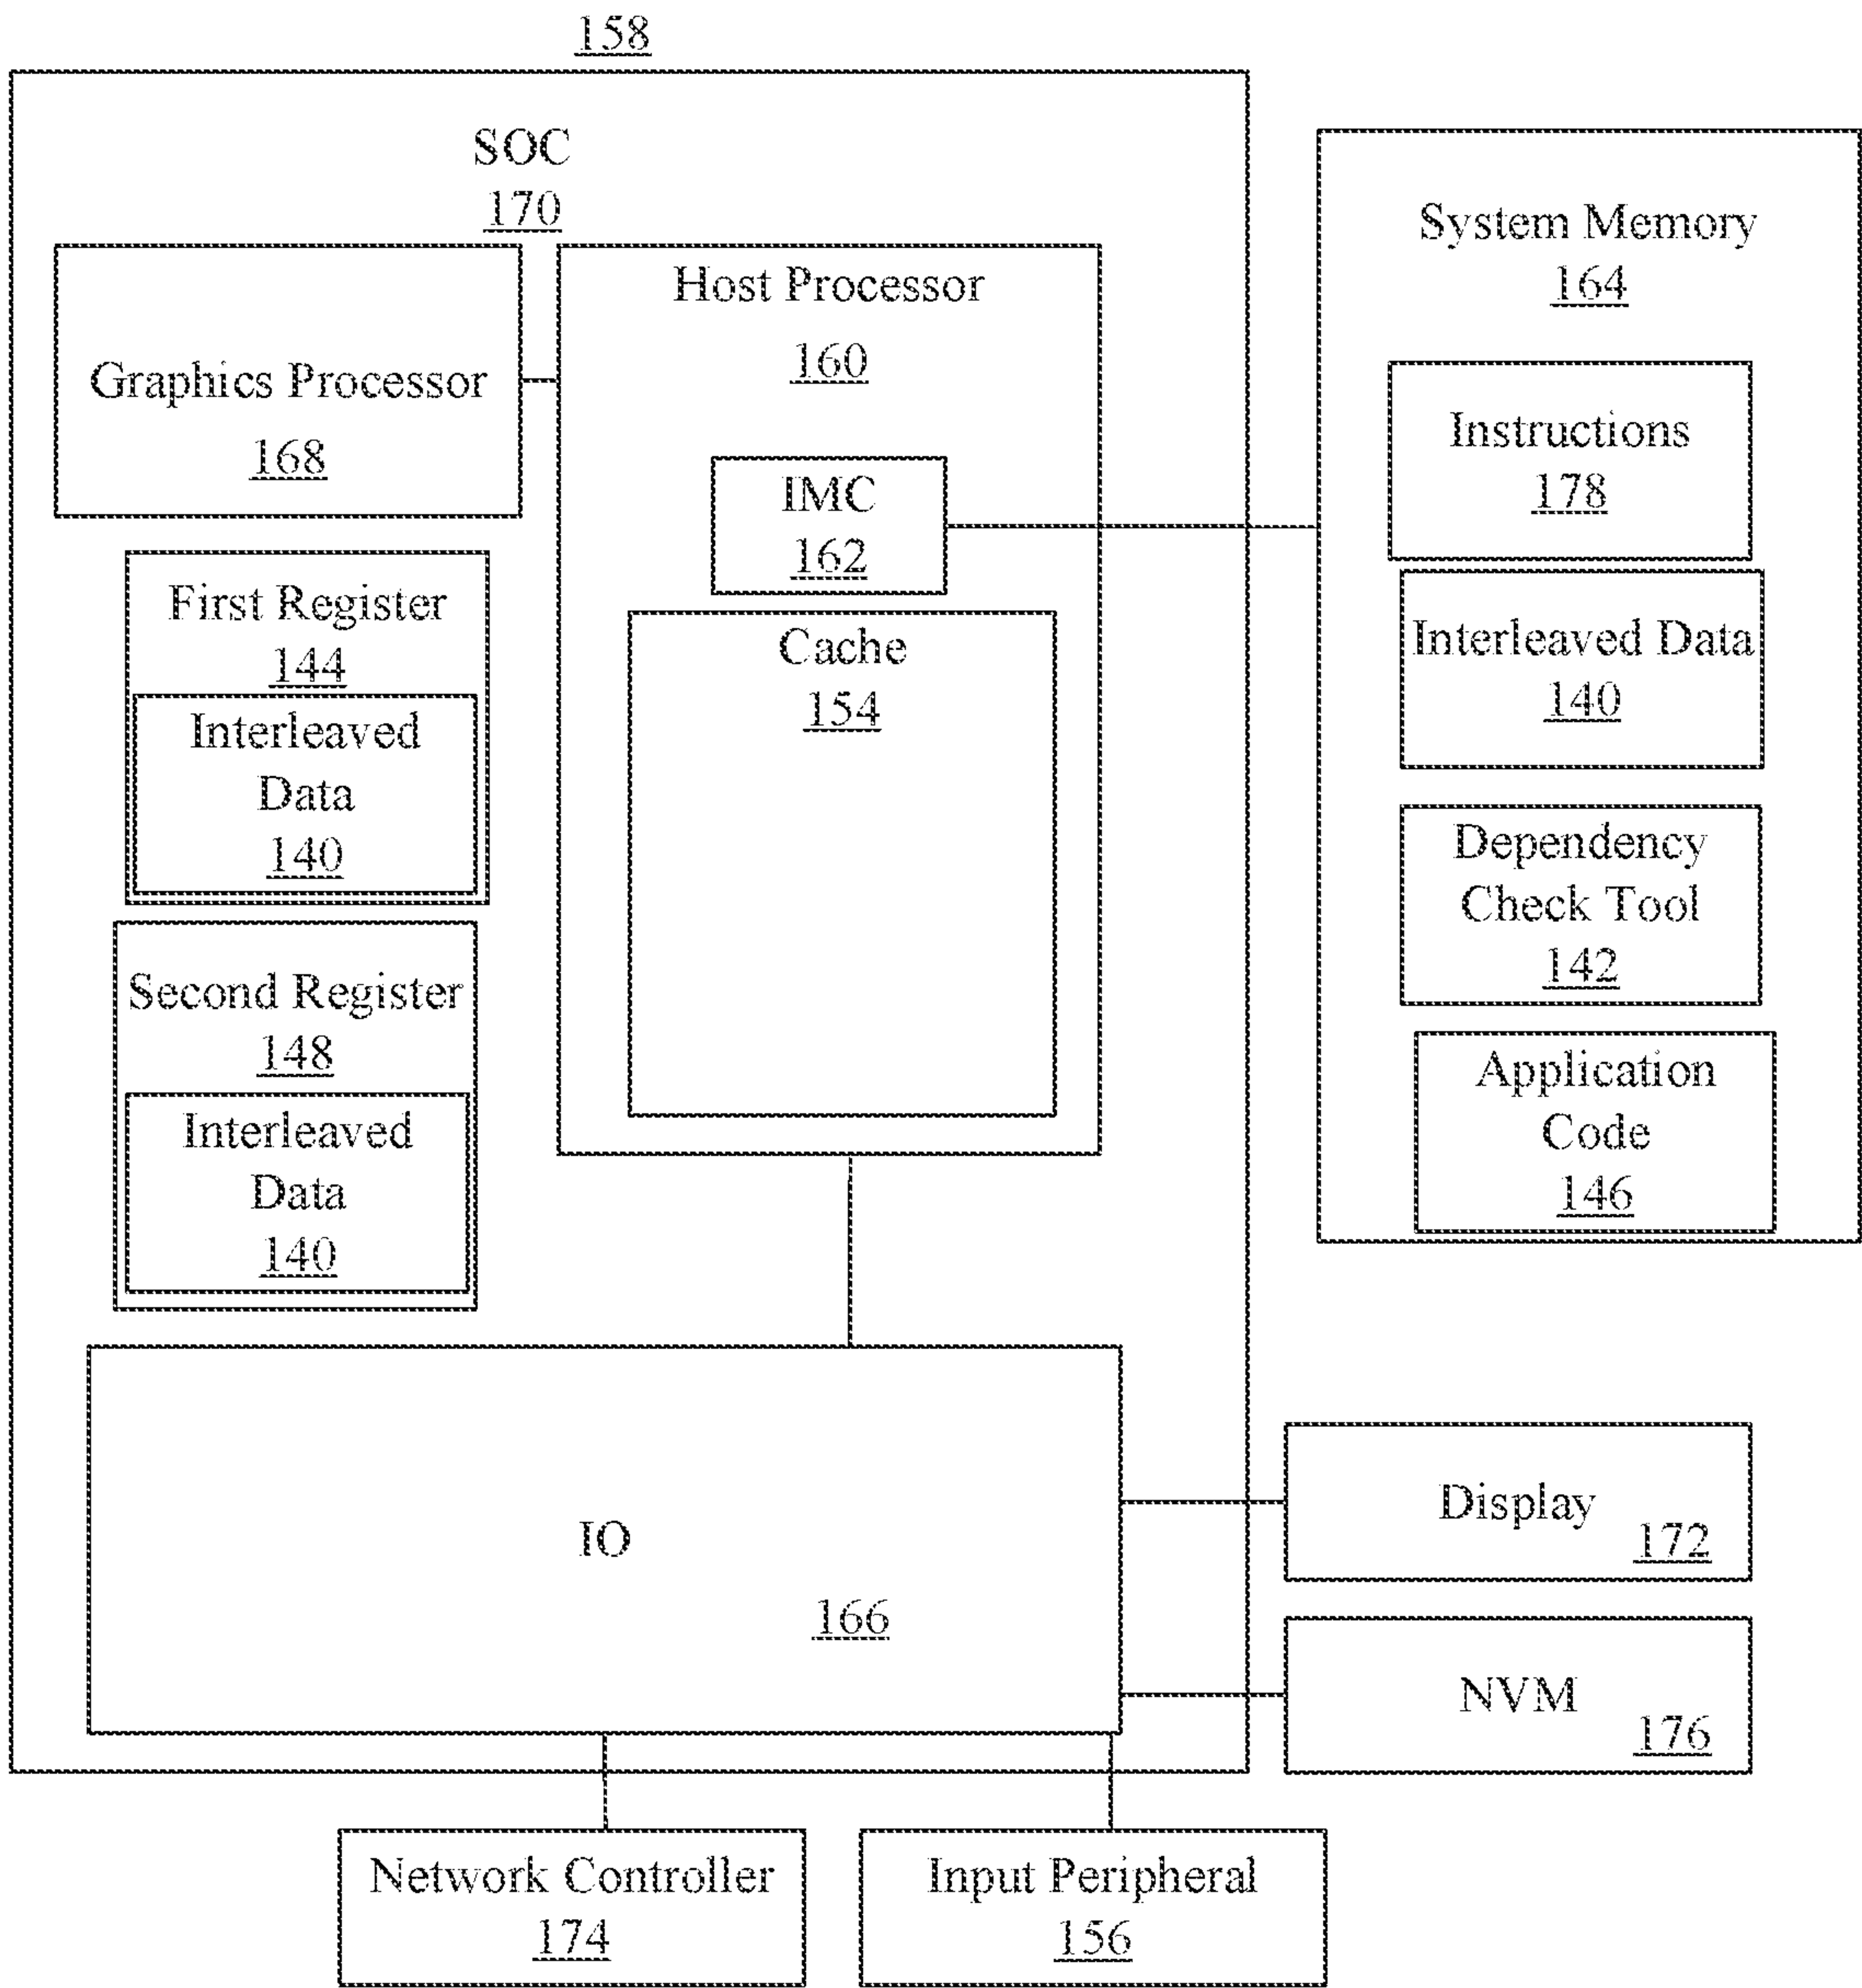 158
SOC
170
Graphics Processor
168
Host Processor
160
IMC
162
Cache
154
First Register
144
Interleaved
Data
140
Second Register
148
Interleaved
Data
140
IO
166
System Memory
164
Instructions
178
Interleaved Data
140
Dependency
Check Tool
142
Application
Code
146
Display
172
NVM
176
Network Controller
174
Input Peripheral
156